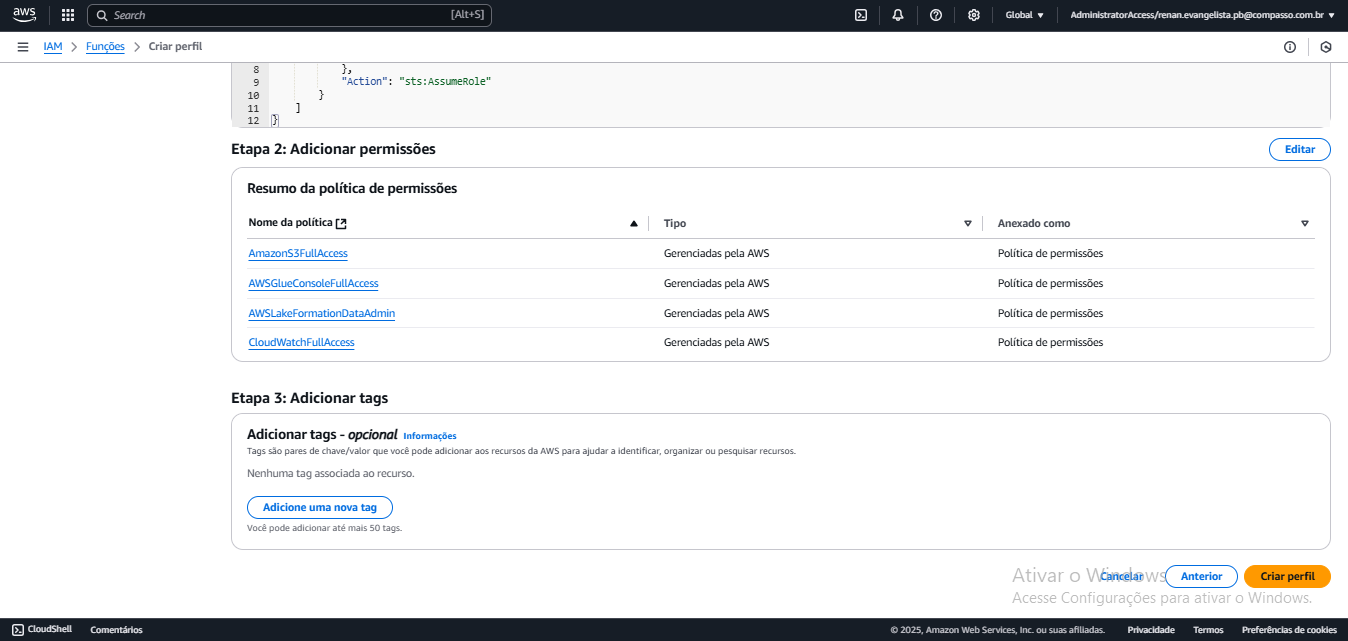 aws
Search [Alt+S]
Global ▼ AdministratorAccess/renan.evangelista.pb@compasso.com.br ▼
IAM > Funções > Criar perfil
8 },
9 "Action": "sts:AssumeRole"
10 }
11 ]
12 }
Etapa 2: Adicionar permissões
Editar
Resumo da política de permissões
Nome da política ▲ Tipo ▽ Anexado como ▽
AmazonS3FullAccess Gerenciadas pela AWS Política de permissões
AWSGlueConsoleFullAccess Gerenciadas pela AWS Política de permissões
AWSLakeFormationDataAdmin Gerenciadas pela AWS Política de permissões
CloudWatchFullAccess Gerenciadas pela AWS Política de permissões
Etapa 3: Adicionar tags
Adicionar tags - opcional Informações
Tags são pares de chave/valor que você pode adicionar aos recursos da AWS para ajudar a identificar, organizar ou pesquisar recursos.
Nenhuma tag associada ao recurso.
Adicione uma nova tag
Você pode adicionar até mais 50 tags.
Cancelar Anterior Criar perfil
Ativar o Windows
Acesse Configurações para ativar o Windows.
CloudShell Comentários © 2025, Amazon Web Services, Inc. ou suas afiliadas. Privacidade Termos Preferências de cookies